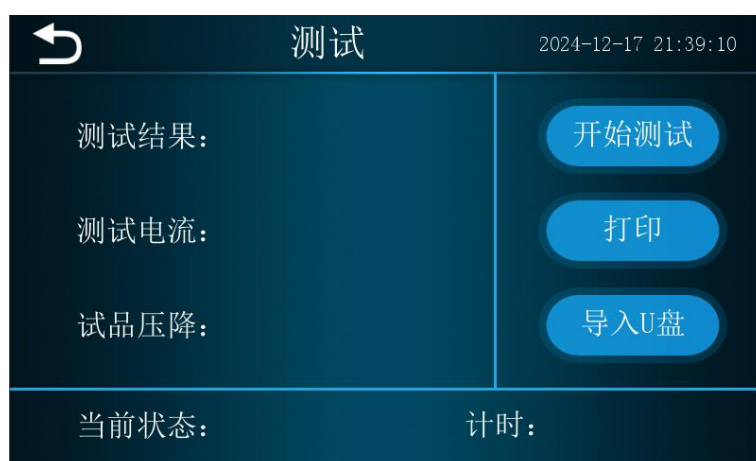 测试
2024-12-17 21:39:10
测试结果：
开始测试
测试电流：
打印
试品压降：
导入U盘
当前状态：
计时：